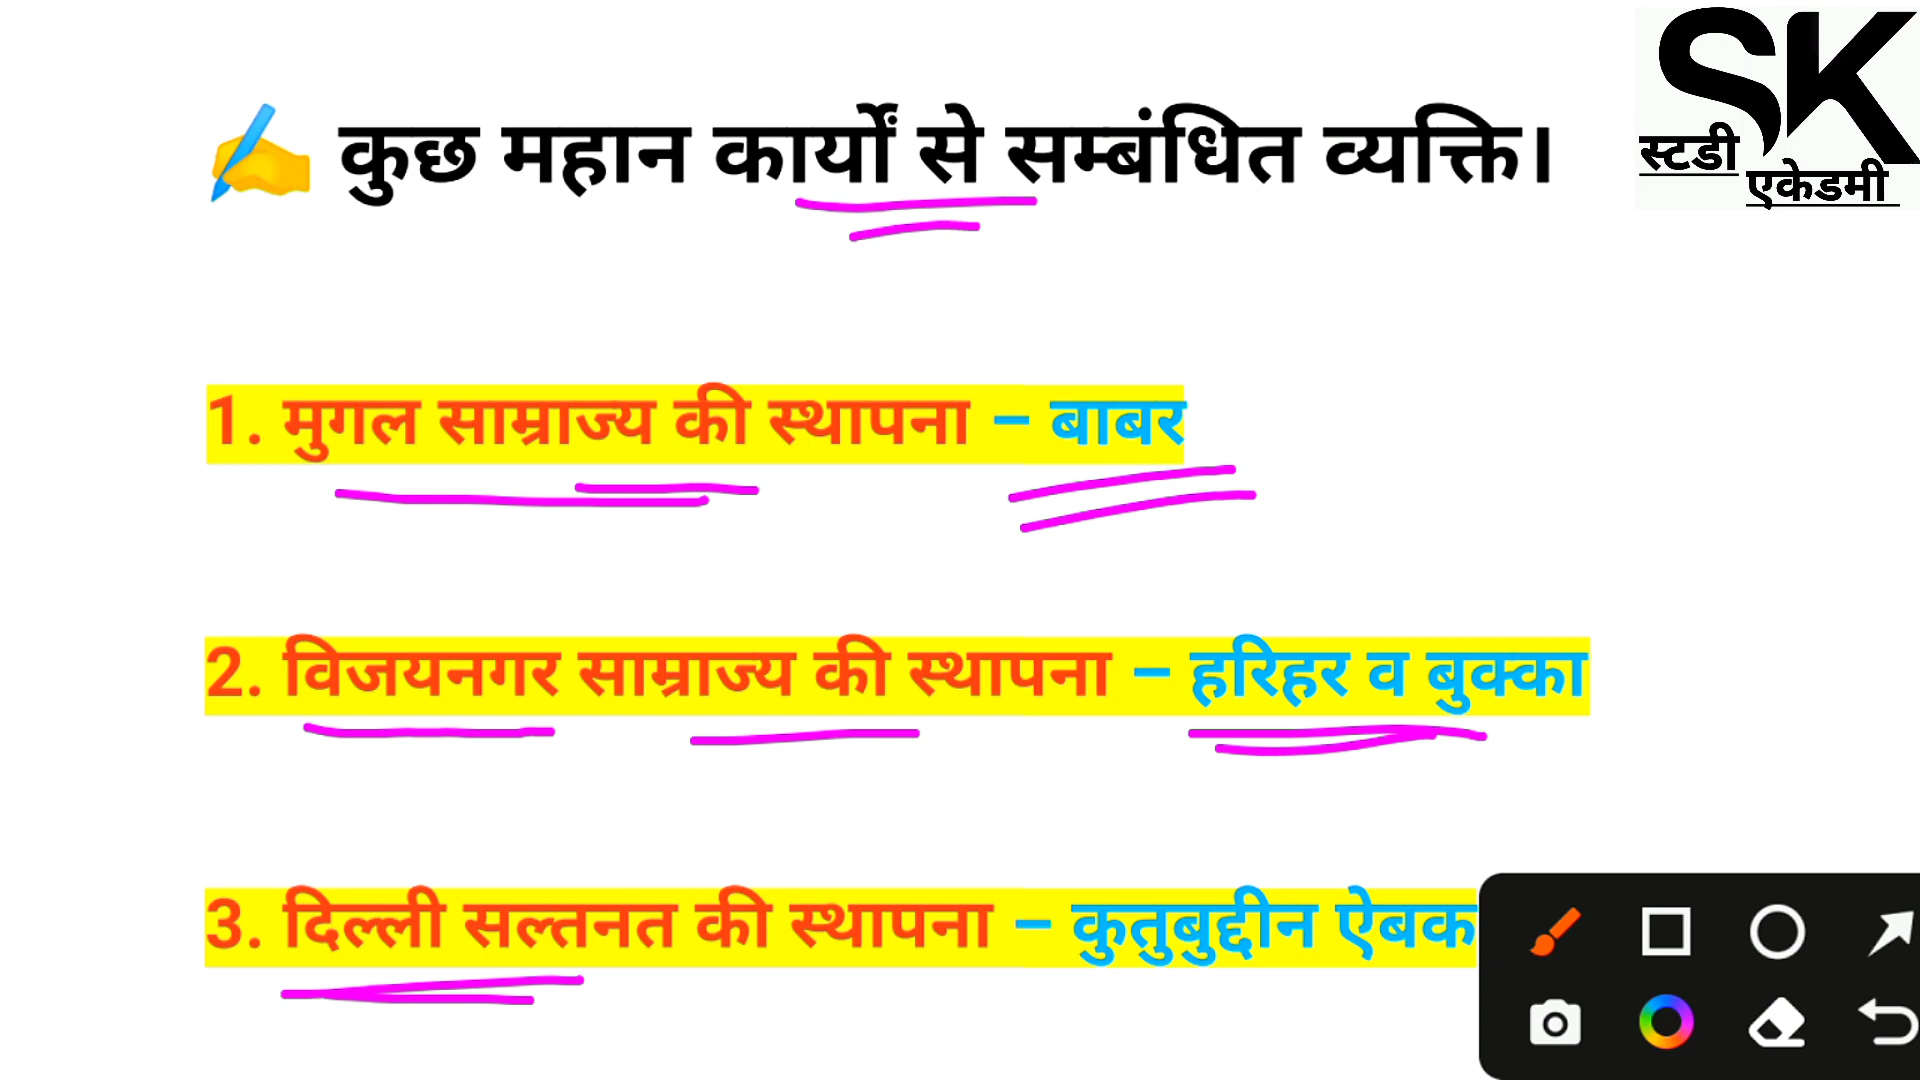 ✍️ कुछ महान कार्यों से सम्बंधित व्यक्ति।
SK
स्टडी
एकेडमी
1. मुगल साम्राज्य की स्थापना – बाबर
2. विजयनगर साम्राज्य की स्थापना – हरिहर व बुक्का
3. दिल्ली सल्तनत की स्थापना – कुतुबुद्दीन ऐबक